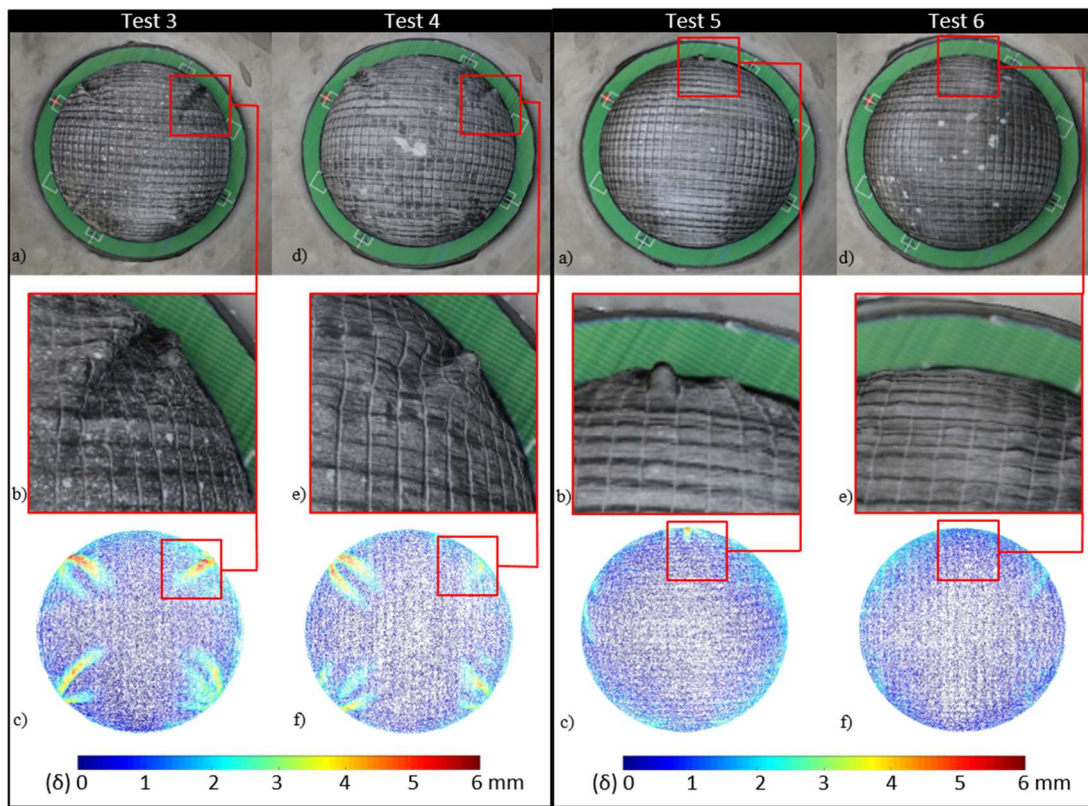 Test 3 Test 4 Test 5 Test 6
a) d) a) d)
b) e) b) e)
c) f) c) f)
(δ) 0 1 2 3 4 5 6 mm (δ) 0 1 2 3 4 5 6 mm